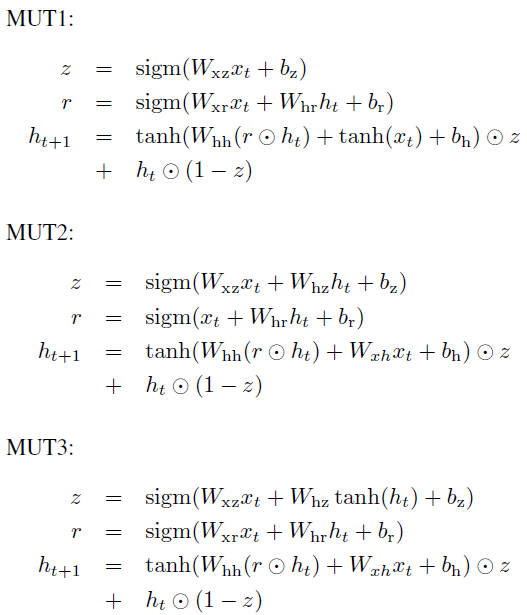 MUT1:
z = sigm(W_xz x_t + b_z)
r = sigm(W_xr x_t + W_hr h_t + b_r)
h_{t+1} = tanh(W_hh(r ⊙ h_t) + tanh(x_t) + b_h) ⊙ z
+ h_t ⊙ (1 − z)
MUT2:
z = sigm(W_xz x_t + W_hz h_t + b_z)
r = sigm(x_t + W_hr h_t + b_r)
h_{t+1} = tanh(W_hh(r ⊙ h_t) + W_xh x_t + b_h) ⊙ z
+ h_t ⊙ (1 − z)
MUT3:
z = sigm(W_xz x_t + W_hz tanh(h_t) + b_z)
r = sigm(W_xr x_t + W_hr h_t + b_r)
h_{t+1} = tanh(W_hh(r ⊙ h_t) + W_xh x_t + b_h) ⊙ z
+ h_t ⊙ (1 − z)